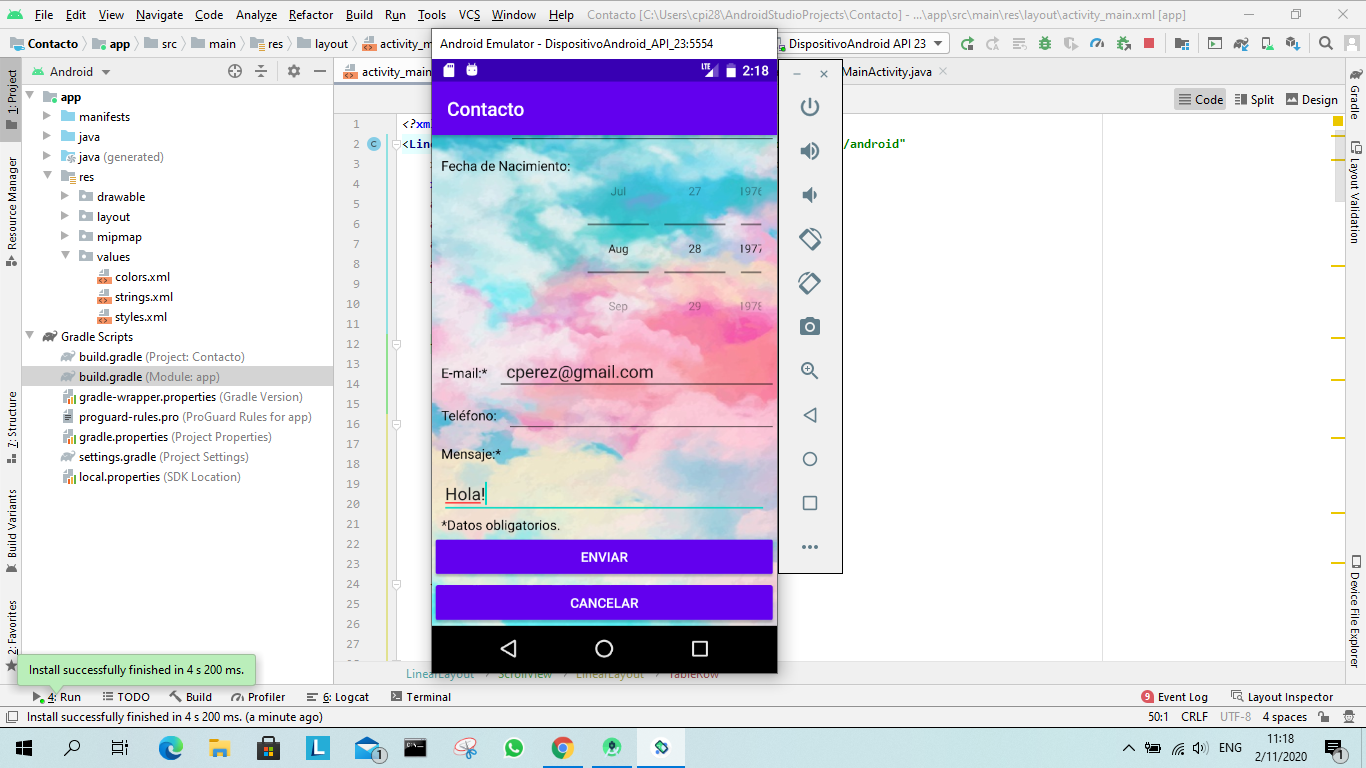 File Edit View Navigate Code Analyze Refactor Build Run Tools VCS Window Help Contacto [C:\Users\cpi28\AndroidStudioProjects\Contacto] - ...\app\src\main\res\layout\activity_main.xml [app]
Contacto app src main res layout activity_m
DispositivoAndroid API 23
Android Emulator - DispositivoAndroid_API_23:5554
Android
activity_main
MainActivity.java
Code Split Design
1: Project
Resource Manager
7: Structure
Build Variants
2: Favorites
app
manifests
java
java (generated)
res
drawable
layout
mipmap
values
colors.xml
strings.xml
styles.xml
Gradle Scripts
build.gradle (Project: Contacto)
build.gradle (Module: app)
gradle-wrapper.properties (Gradle Version)
proguard-rules.pro (ProGuard Rules for app)
gradle.properties (Project Properties)
settings.gradle (Project Settings)
local.properties (SDK Location)
1
2
3
4
5
6
7
8
9
10
11
12
13
14
15
16
17
18
19
20
21
22
23
24
25
26
27
<?xm
<Lin
/android"
C
LTE 2:18
Contacto
Fecha de Nacimiento:
Jul 27 1976
Aug 28 1977
Sep 29 1978
E-mail:* cperez@gmail.com
Teléfono:
Mensaje:*
Hola!
*Datos obligatorios.
ENVIAR
CANCELAR
Gradle
Layout Validation
Device File Explorer
LinearLayout ScrollView LinearLayout TableRow
Install successfully finished in 4 s 200 ms.
4: Run TODO Build Profiler 6: Logcat Terminal 9 Event Log Layout Inspector
Install successfully finished in 4 s 200 ms. (a minute ago) 50:1 CRLF UTF-8 4 spaces
L
1
ENG
11:18
2/11/2020
1